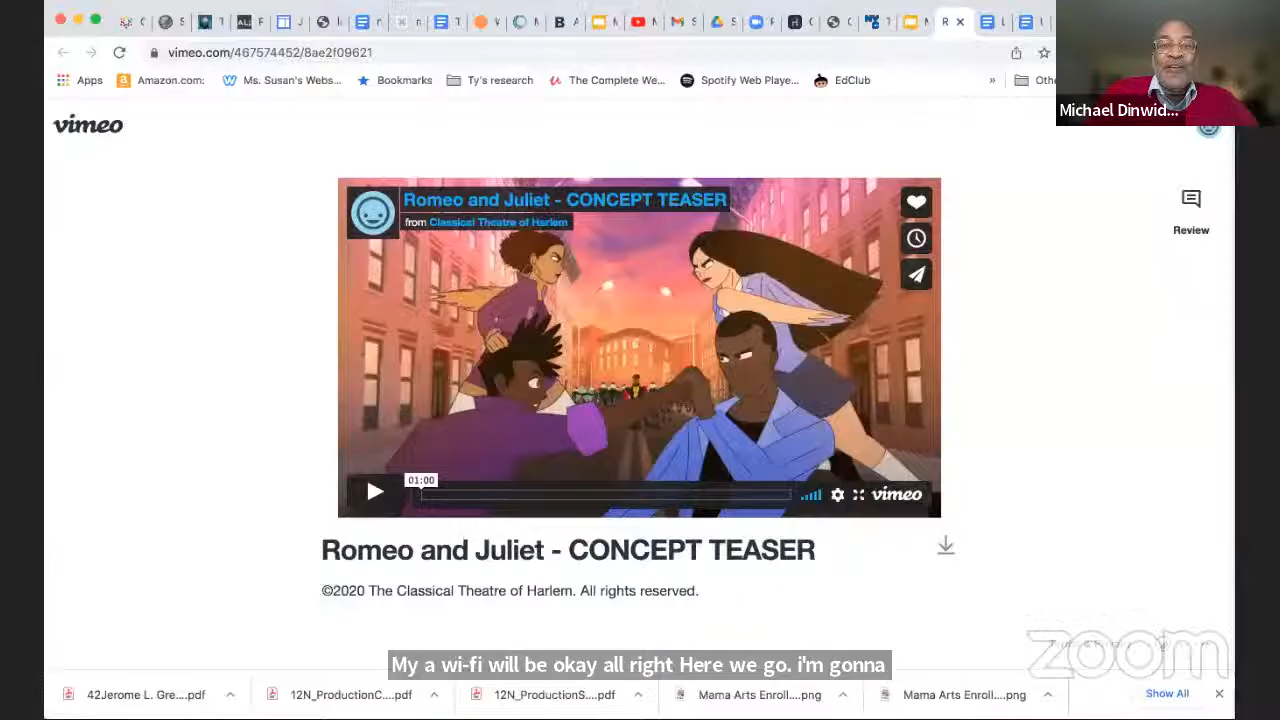 vimeo.com/467574452/8ae2f09621
Apps
Amazon.com:
Ms. Susan's Webs...
Bookmarks
Ty's research
The Complete We...
Spotify Web Playe...
EdClub
»
Michael Dinwid...
vimeo
Romeo and Juliet - CONCEPT TEASER
from Classical Theatre of Harlem
Review
01:00
vimeo
Romeo and Juliet - CONCEPT TEASER
©2020 The Classical Theatre of Harlem. All rights reserved.
zoom
My a wi-fi will be okay all right Here we go. i'm gonna
42Jerome L. Gre....pdf
12N_ProductionC....pdf
12N_ProductionS....pdf
Mama Arts Enroll....png
Mama Arts Enroll....png
Show All